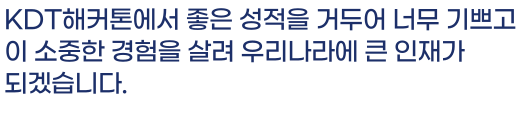 KDT해커톤에서 좋은 성적을 거두어 너무 기쁘고
이 소중한 경험을 살려 우리나라에 큰 인재가
되겠습니다.